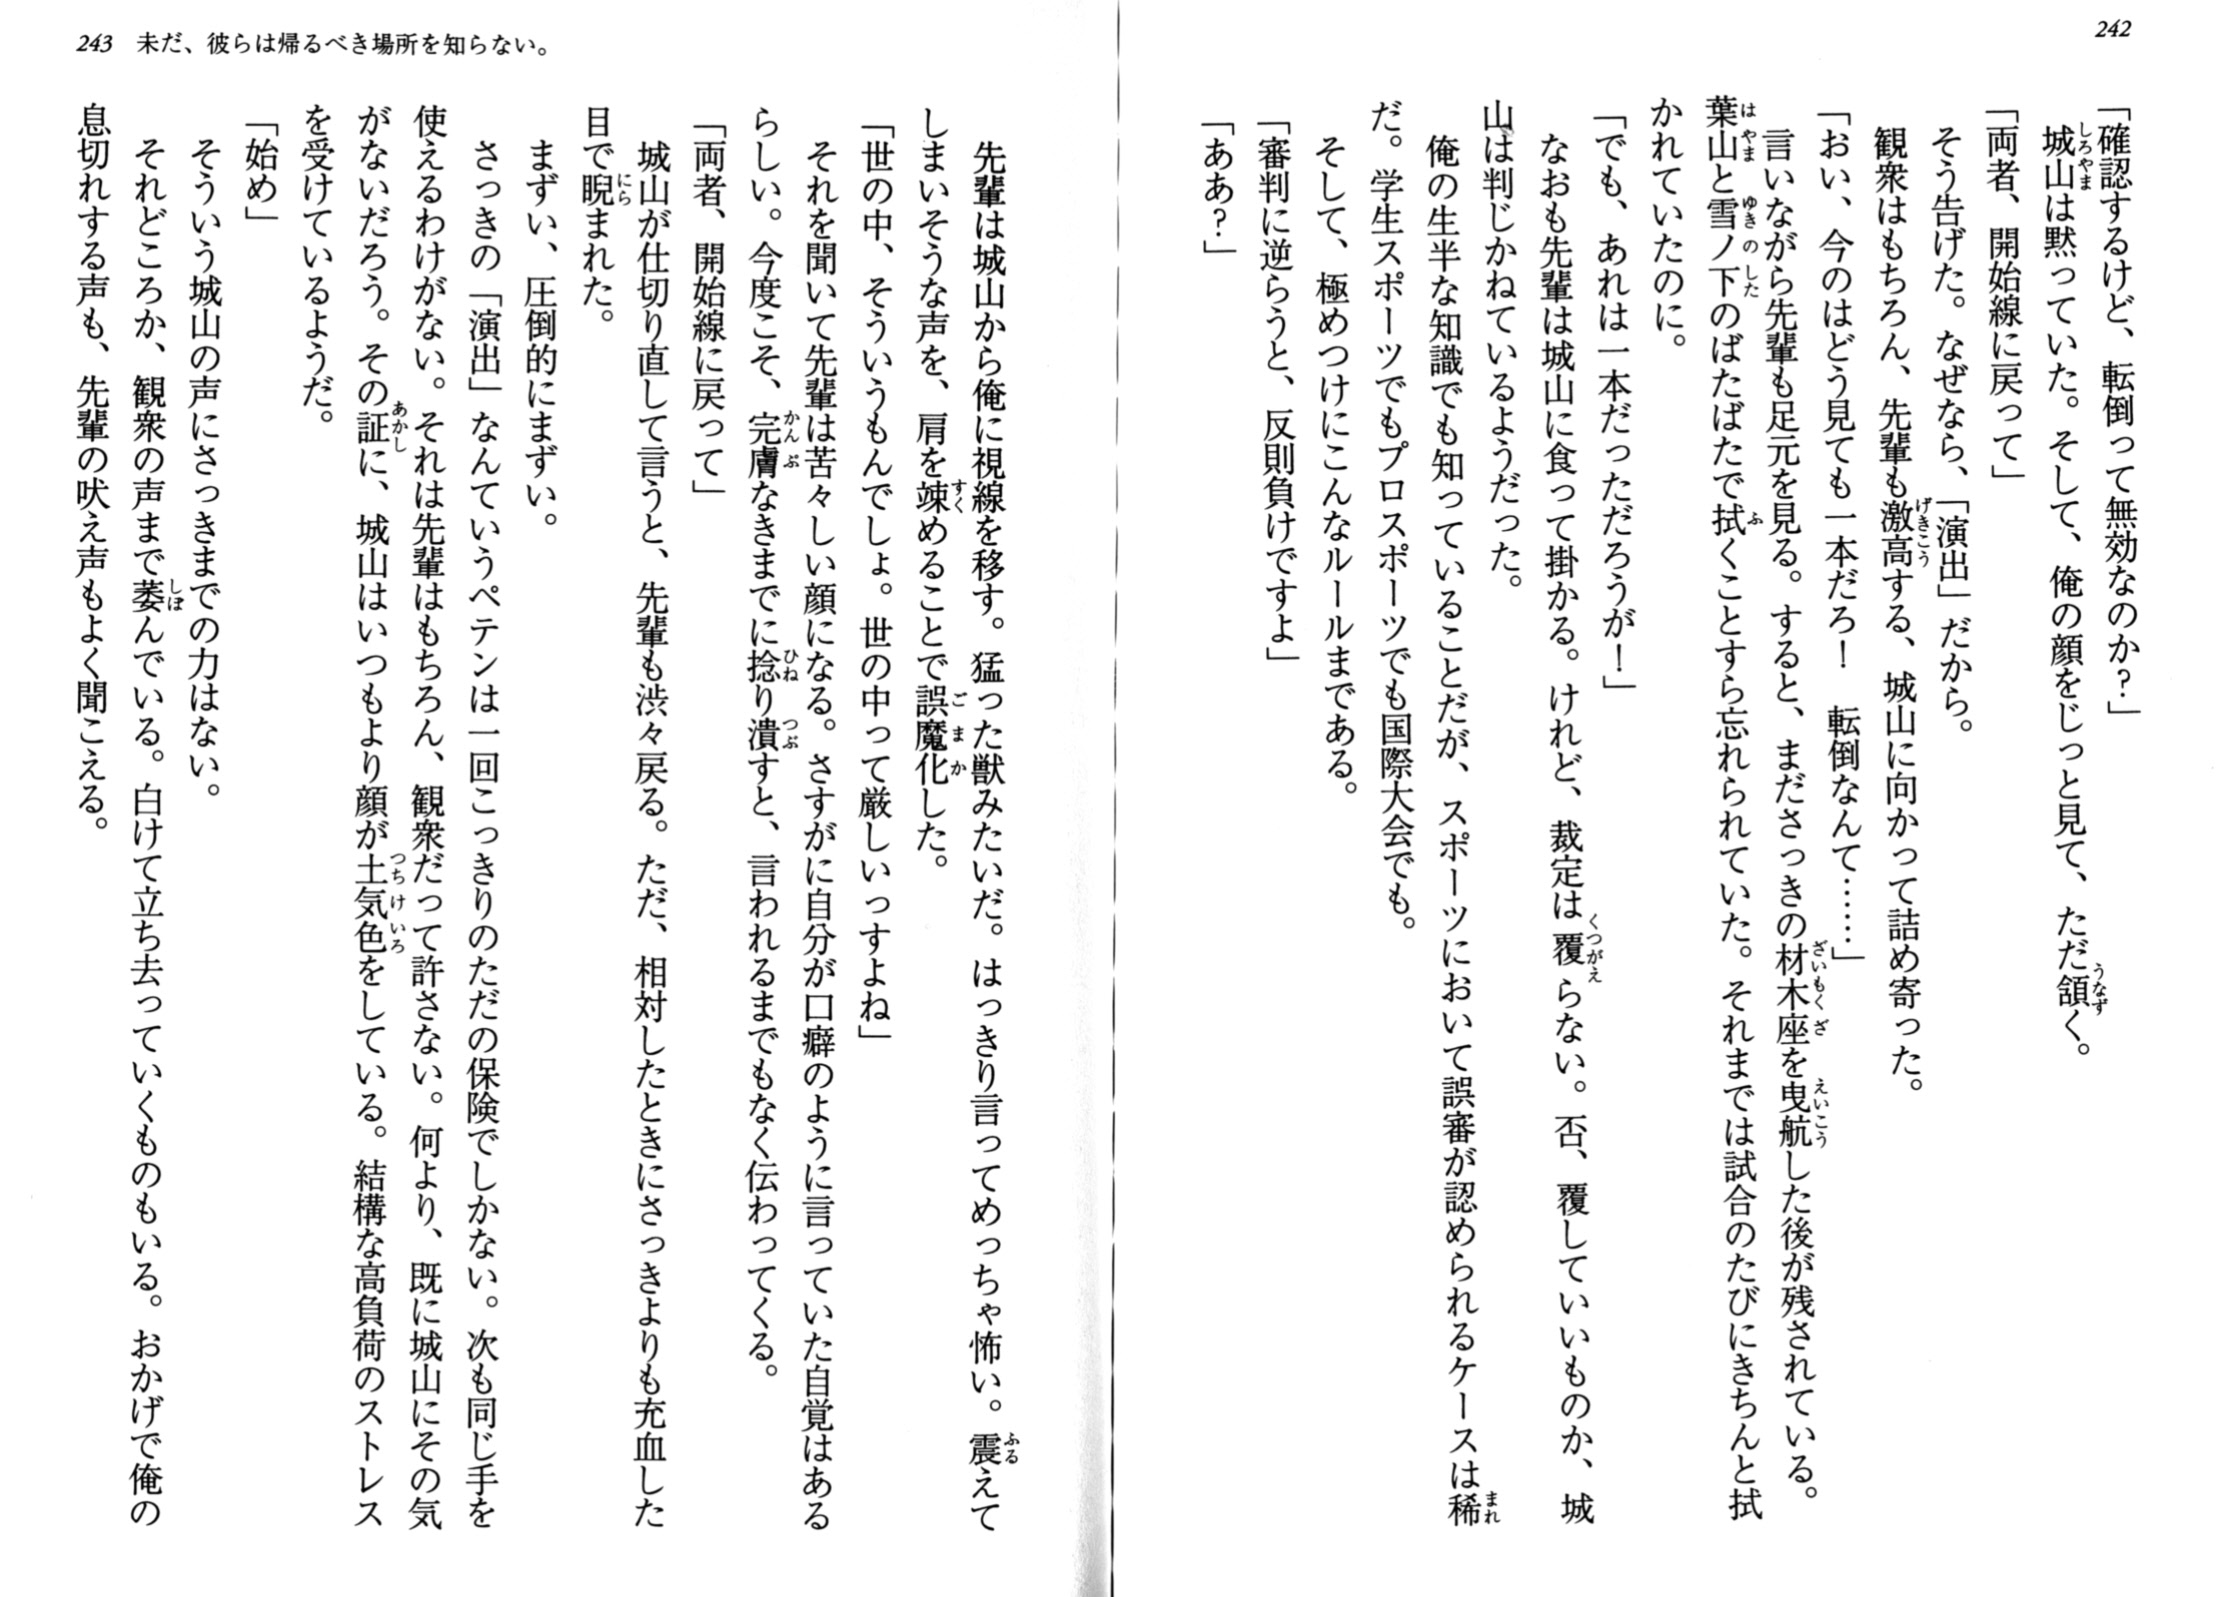 242
「確認するけど、転倒って無効なのか？」
城山は黙っていた。そして、俺の顔をじっと見て、ただ頷く。
「両者、開始線に戻って」
そう告げた。なぜなら、「演出」だから。
観衆はもちろん、先輩も激高する、城山に向かって詰め寄った。
「おい、今のはどう見ても一本だろ！　転倒なんて……」
言いながら先輩も足元を見る。すると、まださっきの材木座を曳航した後が残されている。
葉山と雪ノ下のばたばたで拭くことすら忘れられていた。それまでは試合のたびにきちんと拭
かれていたのに。
「でも、あれは一本だっただろうが！」
なおも先輩は城山に食って掛かる。けれど、裁定は覆らない。否、覆していいものか、城
山は判じかねているようだった。
俺の生半な知識でも知っていることだが、スポーツにおいて誤審が認められるケースは稀
だ。学生スポーツでもプロスポーツでも国際大会でも。
そして、極めつけにこんなルールまである。
「審判に逆らうと、反則負けですよ」
「ああ？」
243　未だ、彼らは帰るべき場所を知らない。
先輩は城山から俺に視線を移す。猛った獣みたいだ。はっきり言ってめっちゃ怖い。震えて
しまいそうな声を、肩を竦めることで誤魔化した。
「世の中、そういうもんでしょ。世の中って厳しいっすよね」
それを聞いて先輩は苦々しい顔になる。さすがに自分が口癖のように言っていた自覚はある
らしい。今度こそ、完膚なきまでに捻り潰すと、言われるまでもなく伝わってくる。
「両者、開始線に戻って」
城山が仕切り直して言うと、先輩も渋々戻る。ただ、相対したときにさっきよりも充血した
目で睨まれた。
まずい、圧倒的にまずい。
さっきの「演出」なんていうペテンは一回こっきりのただの保険でしかない。次も同じ手を
使えるわけがない。それは先輩はもちろん、観衆だって許さない。何より、既に城山にその気
がないだろう。その証に、城山はいつもより顔が土気色をしている。結構な高負荷のストレス
を受けているようだ。
「始め」
そういう城山の声にさっきまでの力はない。
それどころか、観衆の声まで萎んでいる。白けて立ち去っていくものもいる。おかげで俺の
息切れする声も、先輩の吠え声もよく聞こえる。